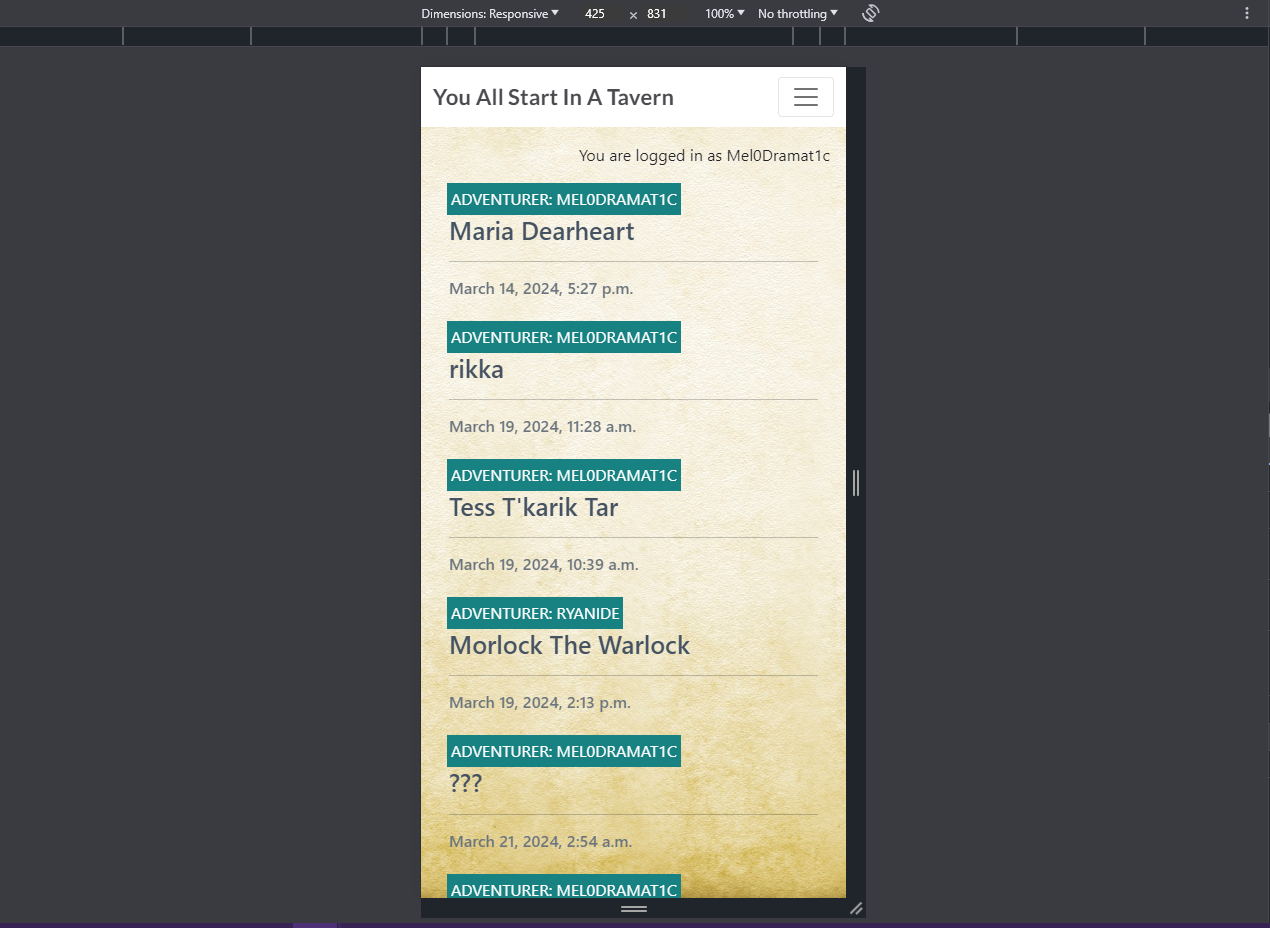 Dimensions: Responsive 425 × 831 100% No throttling
You All Start In A Tavern
You are logged in as Mel0Dramat1c
ADVENTURER: MEL0DRAMAT1C
Maria Dearheart
March 14, 2024, 5:27 p.m.
ADVENTURER: MEL0DRAMAT1C
rikka
March 19, 2024, 11:28 a.m.
ADVENTURER: MEL0DRAMAT1C
Tess T'karik Tar
March 19, 2024, 10:39 a.m.
ADVENTURER: RYANIDE
Morlock The Warlock
March 19, 2024, 2:13 p.m.
ADVENTURER: MEL0DRAMAT1C
???
March 21, 2024, 2:54 a.m.
ADVENTURER: MEL0DRAMAT1C